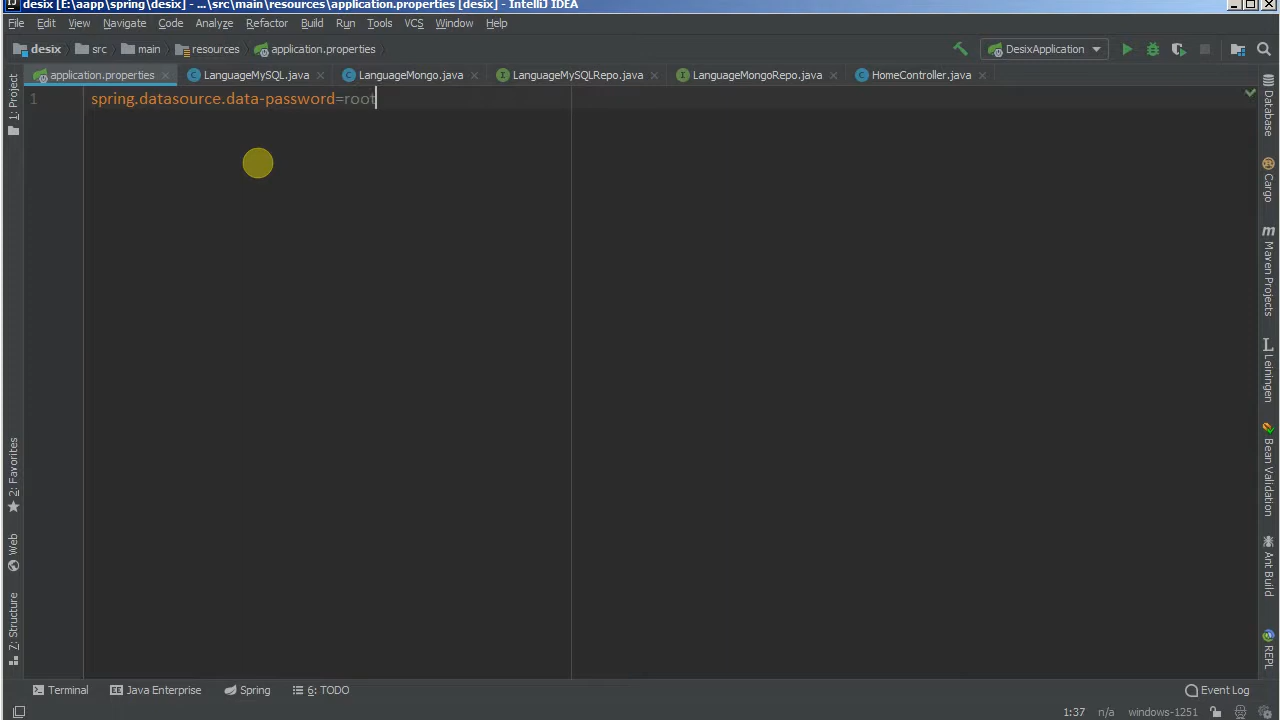 desix [E:\aapp\spring\desix] - ...\src\main\resources\application.properties [desix] - IntelliJ IDEA
File Edit View Navigate Code Analyze Refactor Build Run Tools VCS Window Help
desix src main resources application.properties DesixApplication
application.properties LanguageMySQL.java LanguageMongo.java LanguageMySQLRepo.java LanguageMongoRepo.java HomeController.java
1 spring.datasource.data-password=root
1: Project
2: Favorites
Web
7: Structure
Database
Cargo
m
Maven Projects
L
Leiningen
Bean Validation
Ant Build
REPL
Terminal Java Enterprise Spring 6: TODO Event Log
1:37 n/a windows-1251